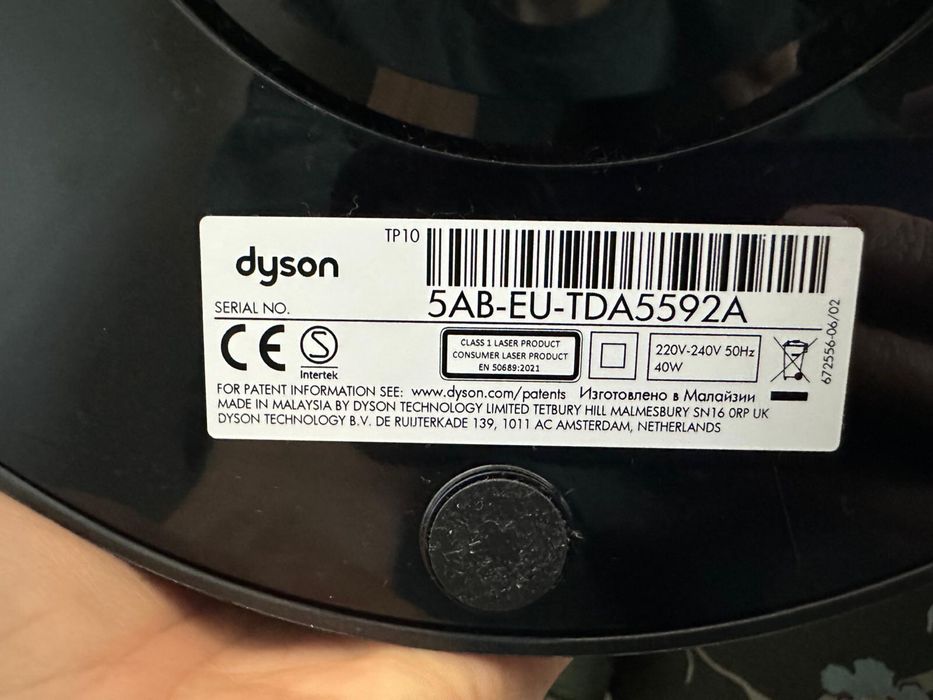 TP10
dyson
SERIAL NO. 5AB-EU-TDA5592A
CE S
Intertek
CLASS 1 LASER PRODUCT
CONSUMER LASER PRODUCT
EN 50689:2021
220V-240V 50Hz
40W
672556-06/02
FOR PATENT INFORMATION SEE: www.dyson.com/patents Изготовлено в Малайзии
MADE IN MALAYSIA BY DYSON TECHNOLOGY LIMITED TETBURY HILL MALMESBURY SN16 0RP UK
DYSON TECHNOLOGY B.V. DE RUIJTERKADE 139, 1011 AC AMSTERDAM, NETHERLANDS